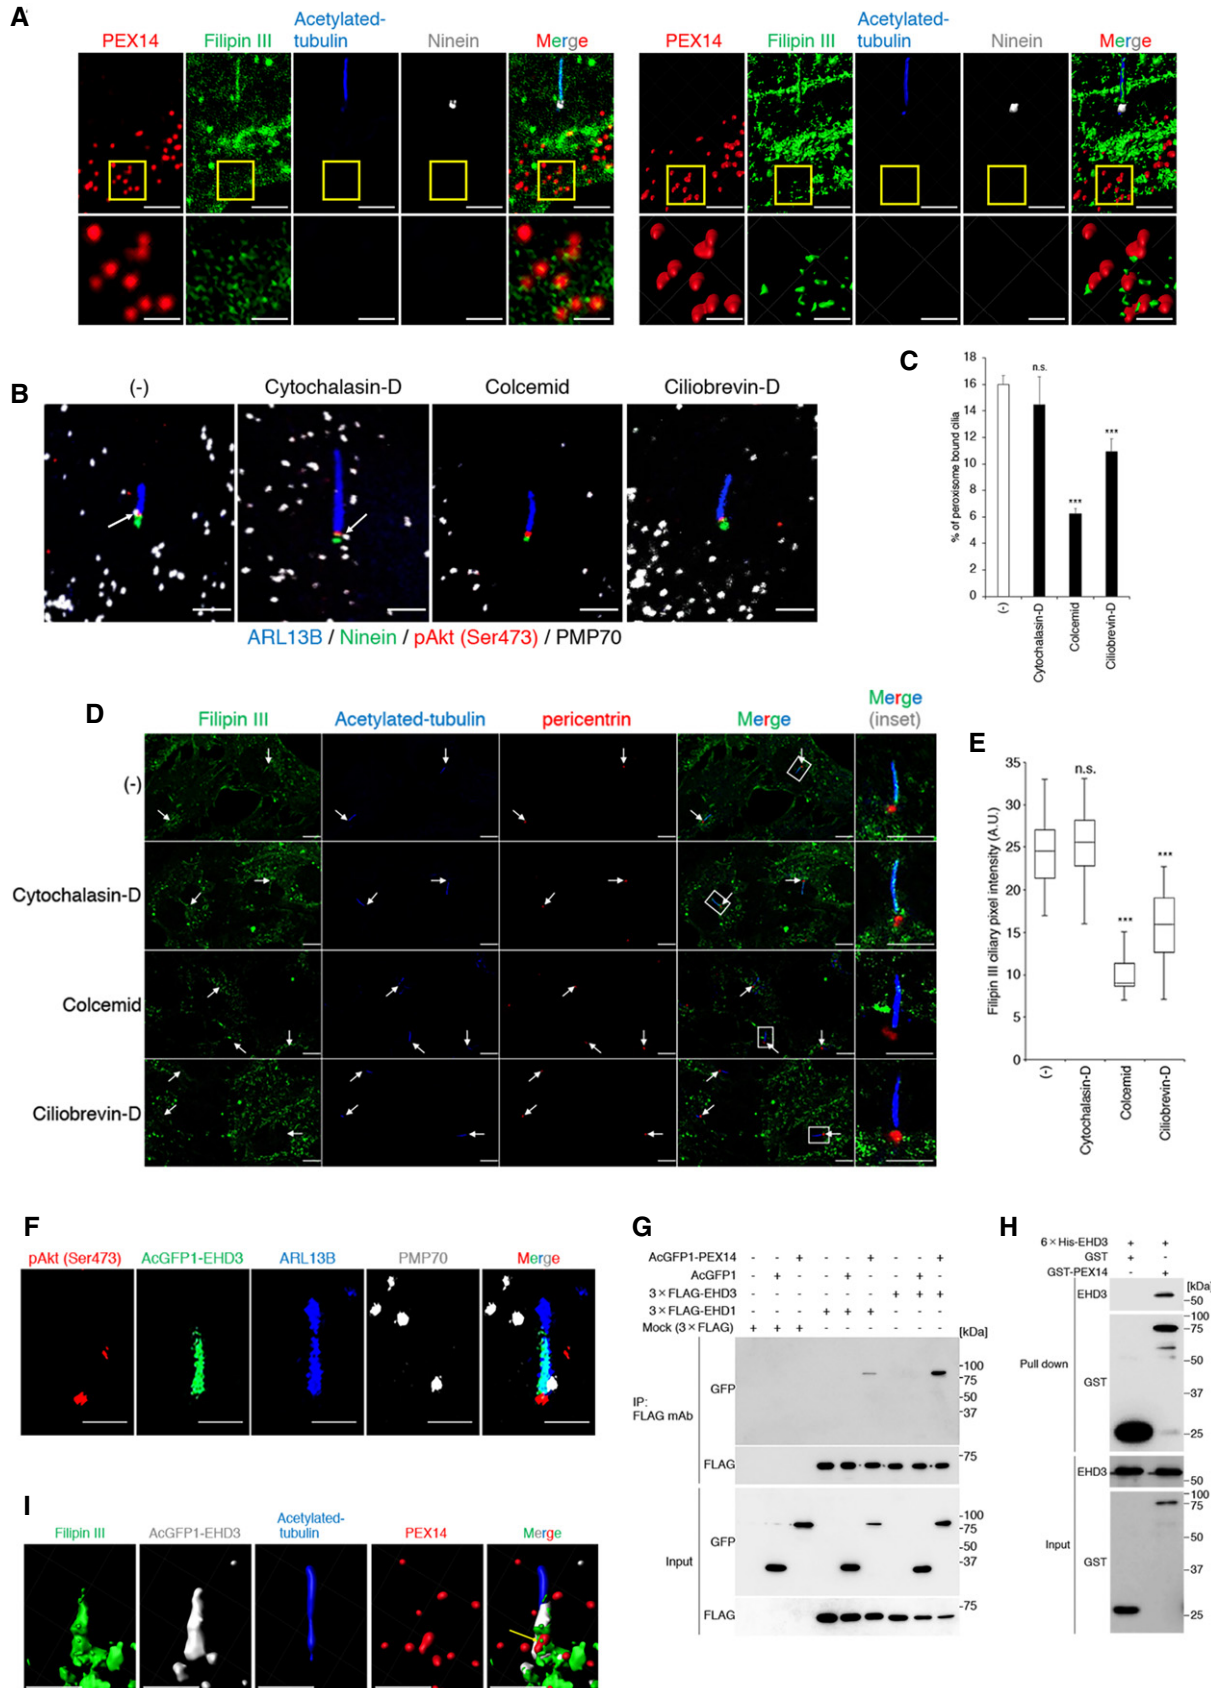 A
Acetylated-
tubulin
PEX14 Filipin III Ninein Merge
Acetylated-
tubulin
PEX14 Filipin III Ninein Merge
B
(-) Cytochalasin-D Colcemid Ciliobrevin-D
ARL13B / Ninein / pAkt (Ser473) / PMP70
C
% of peroxisome bound cilia
18
16
14
12
10
8
6
4
2
0
n.s.
***
***
(-)
Cytochalasin-D
Colcemid
Ciliobrevin-D
D
Filipin III Acetylated-tubulin pericentrin Merge Merge
(inset)
(-)
Cytochalasin-D
Colcemid
Ciliobrevin-D
E
Filipin III ciliary pixel intensity (A.U.)
35
30
25
20
15
10
5
0
n.s.
***
***
(-)
Cytochalasin-D
Colcemid
Ciliobrevin-D
F
pAkt (Ser473) AcGFP1-EHD3 ARL13B PMP70 Merge
G
AcGFP1-PEX14 - - + - - + - - +
AcGFP1 - + - - + - - + -
3×FLAG-EHD3 - - - - - - + + +
3×FLAG-EHD1 - - - + + + - - -
Mock (3×FLAG) + + + - - - - - -
[kDa]
IP:
FLAG mAb
GFP
-100
-75
-50
-37
FLAG
-75
Input
GFP
-100
-75
-50
-37
FLAG
-75
H
6×His-EHD3 + +
GST + -
GST-PEX14 - +
[kDa]
Pull down
EHD3
-50
GST
-100
-75
-50
-37
-25
Input
EHD3
-50
GST
-100
-75
-50
-37
-25
I
Acetylated-
tubulin
Filipin III AcGFP1-EHD3 PEX14 Merge